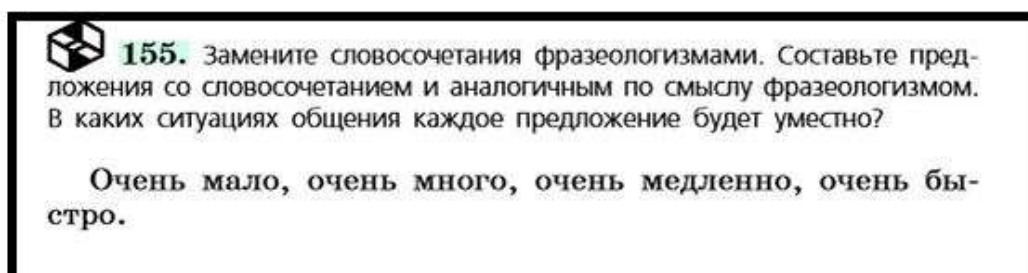 155. Замените словосочетания фразеологизмами. Составьте пред-
ложения со словосочетанием и аналогичным по смыслу фразеологизмом.
В каких ситуациях общения каждое предложение будет уместно?
Очень мало, очень много, очень медленно, очень бы-
стро.